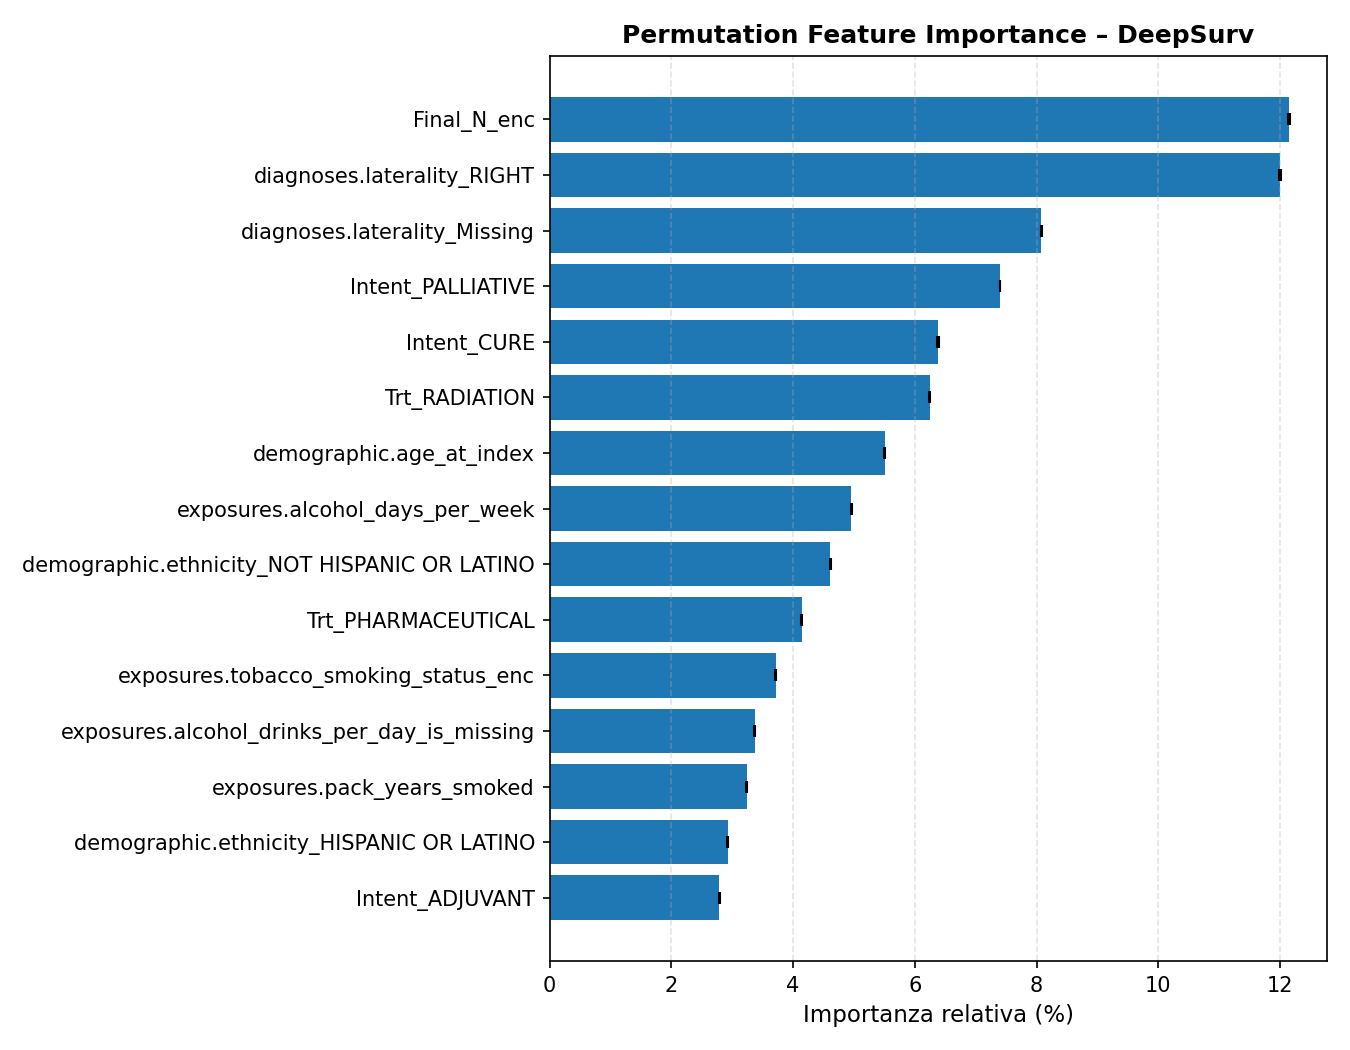 Permutation Feature Importance – DeepSurv
Final_N_enc
diagnoses.laterality_RIGHT
diagnoses.laterality_Missing
Intent_PALLIATIVE
Intent_CURE
Trt_RADIATION
demographic.age_at_index
exposures.alcohol_days_per_week
demographic.ethnicity_NOT HISPANIC OR LATINO
Trt_PHARMACEUTICAL
exposures.tobacco_smoking_status_enc
exposures.alcohol_drinks_per_day_is_missing
exposures.pack_years_smoked
demographic.ethnicity_HISPANIC OR LATINO
Intent_ADJUVANT
0 2 4 6 8 10 12
Importanza relativa (%)